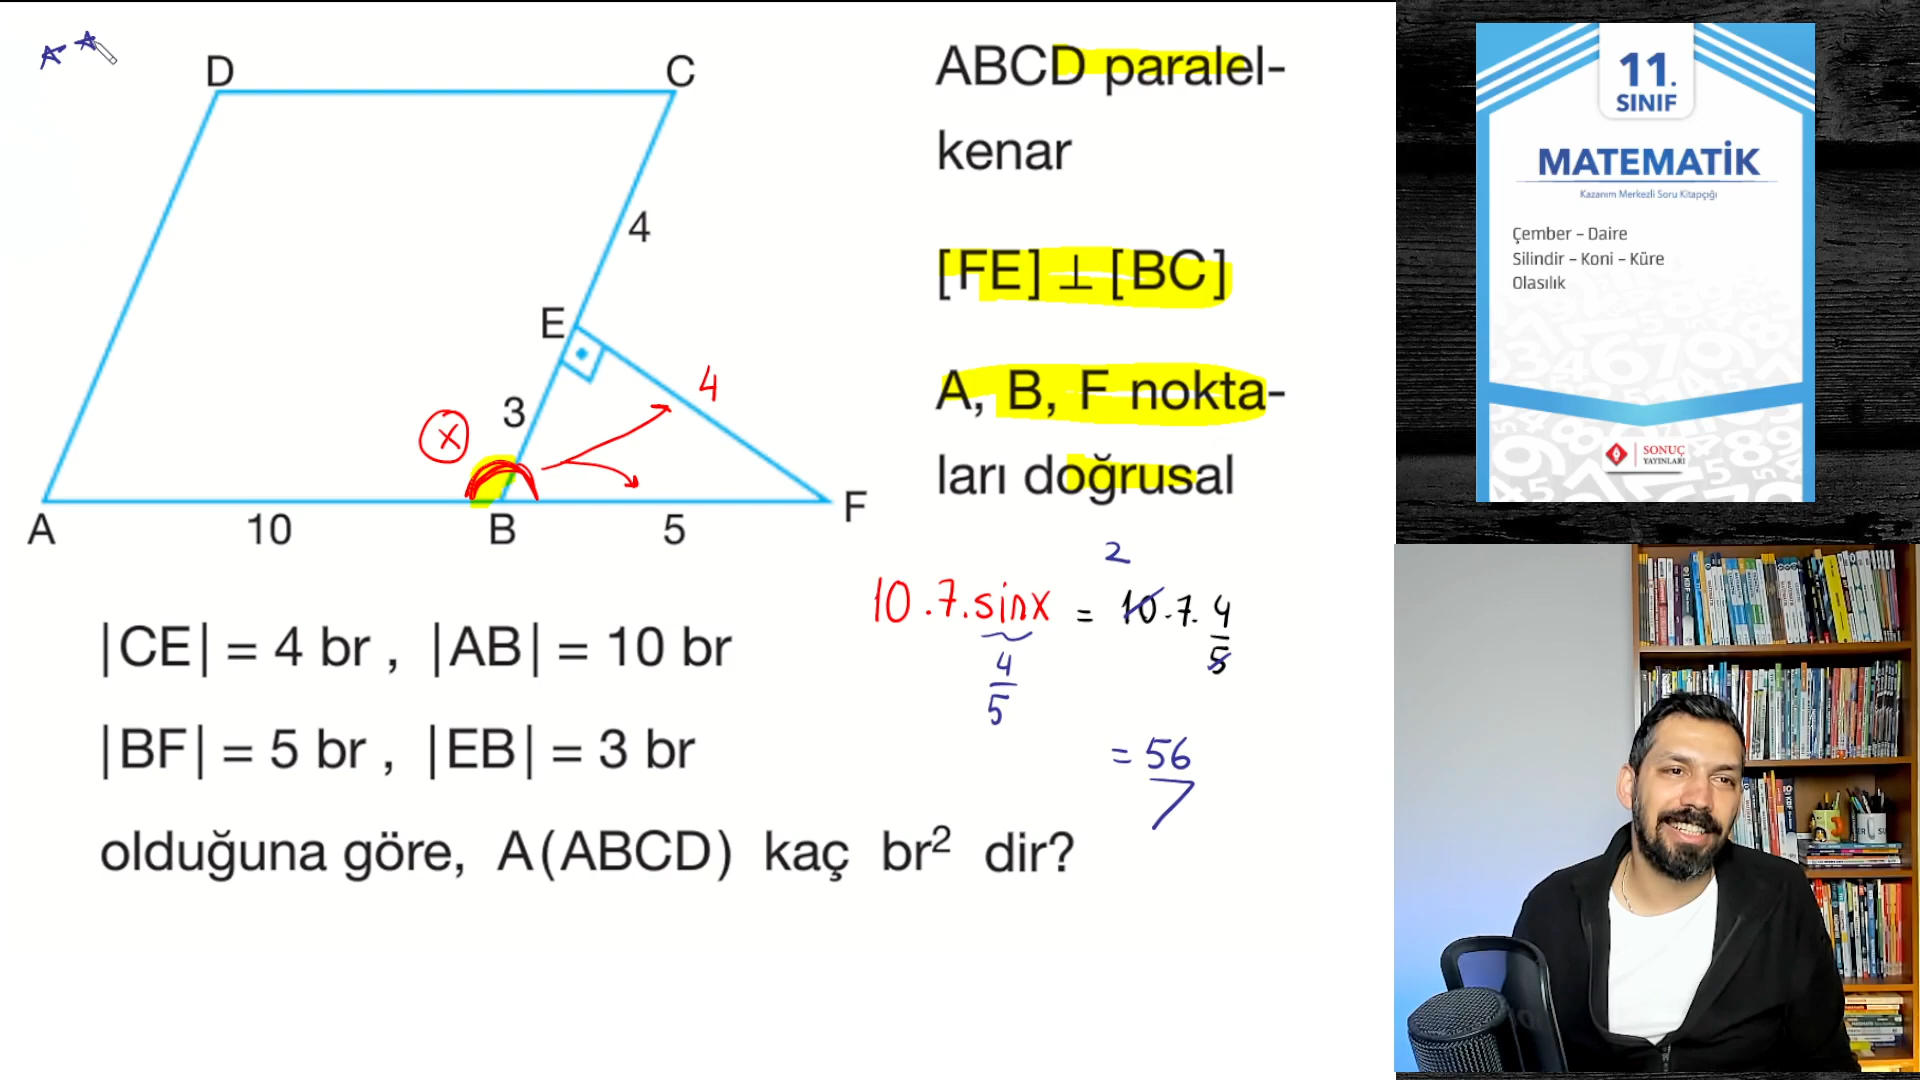 D
C
4
E
4
3
x
A
10
B
5
F
ABCD paralel-
kenar
[FE] ⊥ [BC]
A, B, F nokta-
ları doğrusal
2
10.7.sinx = 10.7.4/5
4/5
= 56
|CE| = 4 br , |AB| = 10 br
|BF| = 5 br , |EB| = 3 br
olduğuna göre, A(ABCD) kaç br² dir?
11.
SINIF
MATEMATİK
Kazanım Merkezli Soru Kitapçığı
Çember – Daire
Silindir – Koni – Küre
Olasılık
SONUÇ
YAYINLARI